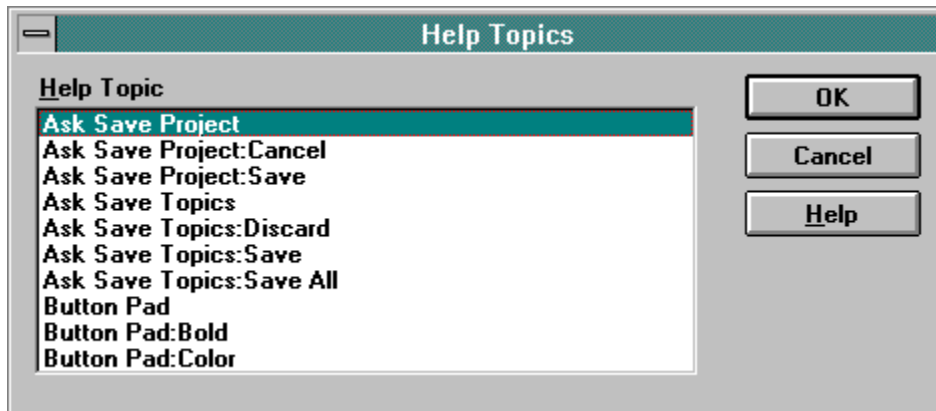 Help Topics
Help Topic
Ask Save Project
Ask Save Project:Cancel
Ask Save Project:Save
Ask Save Topics
Ask Save Topics:Discard
Ask Save Topics:Save
Ask Save Topics:Save All
Button Pad
Button Pad:Bold
Button Pad:Color
OK
Cancel
Help